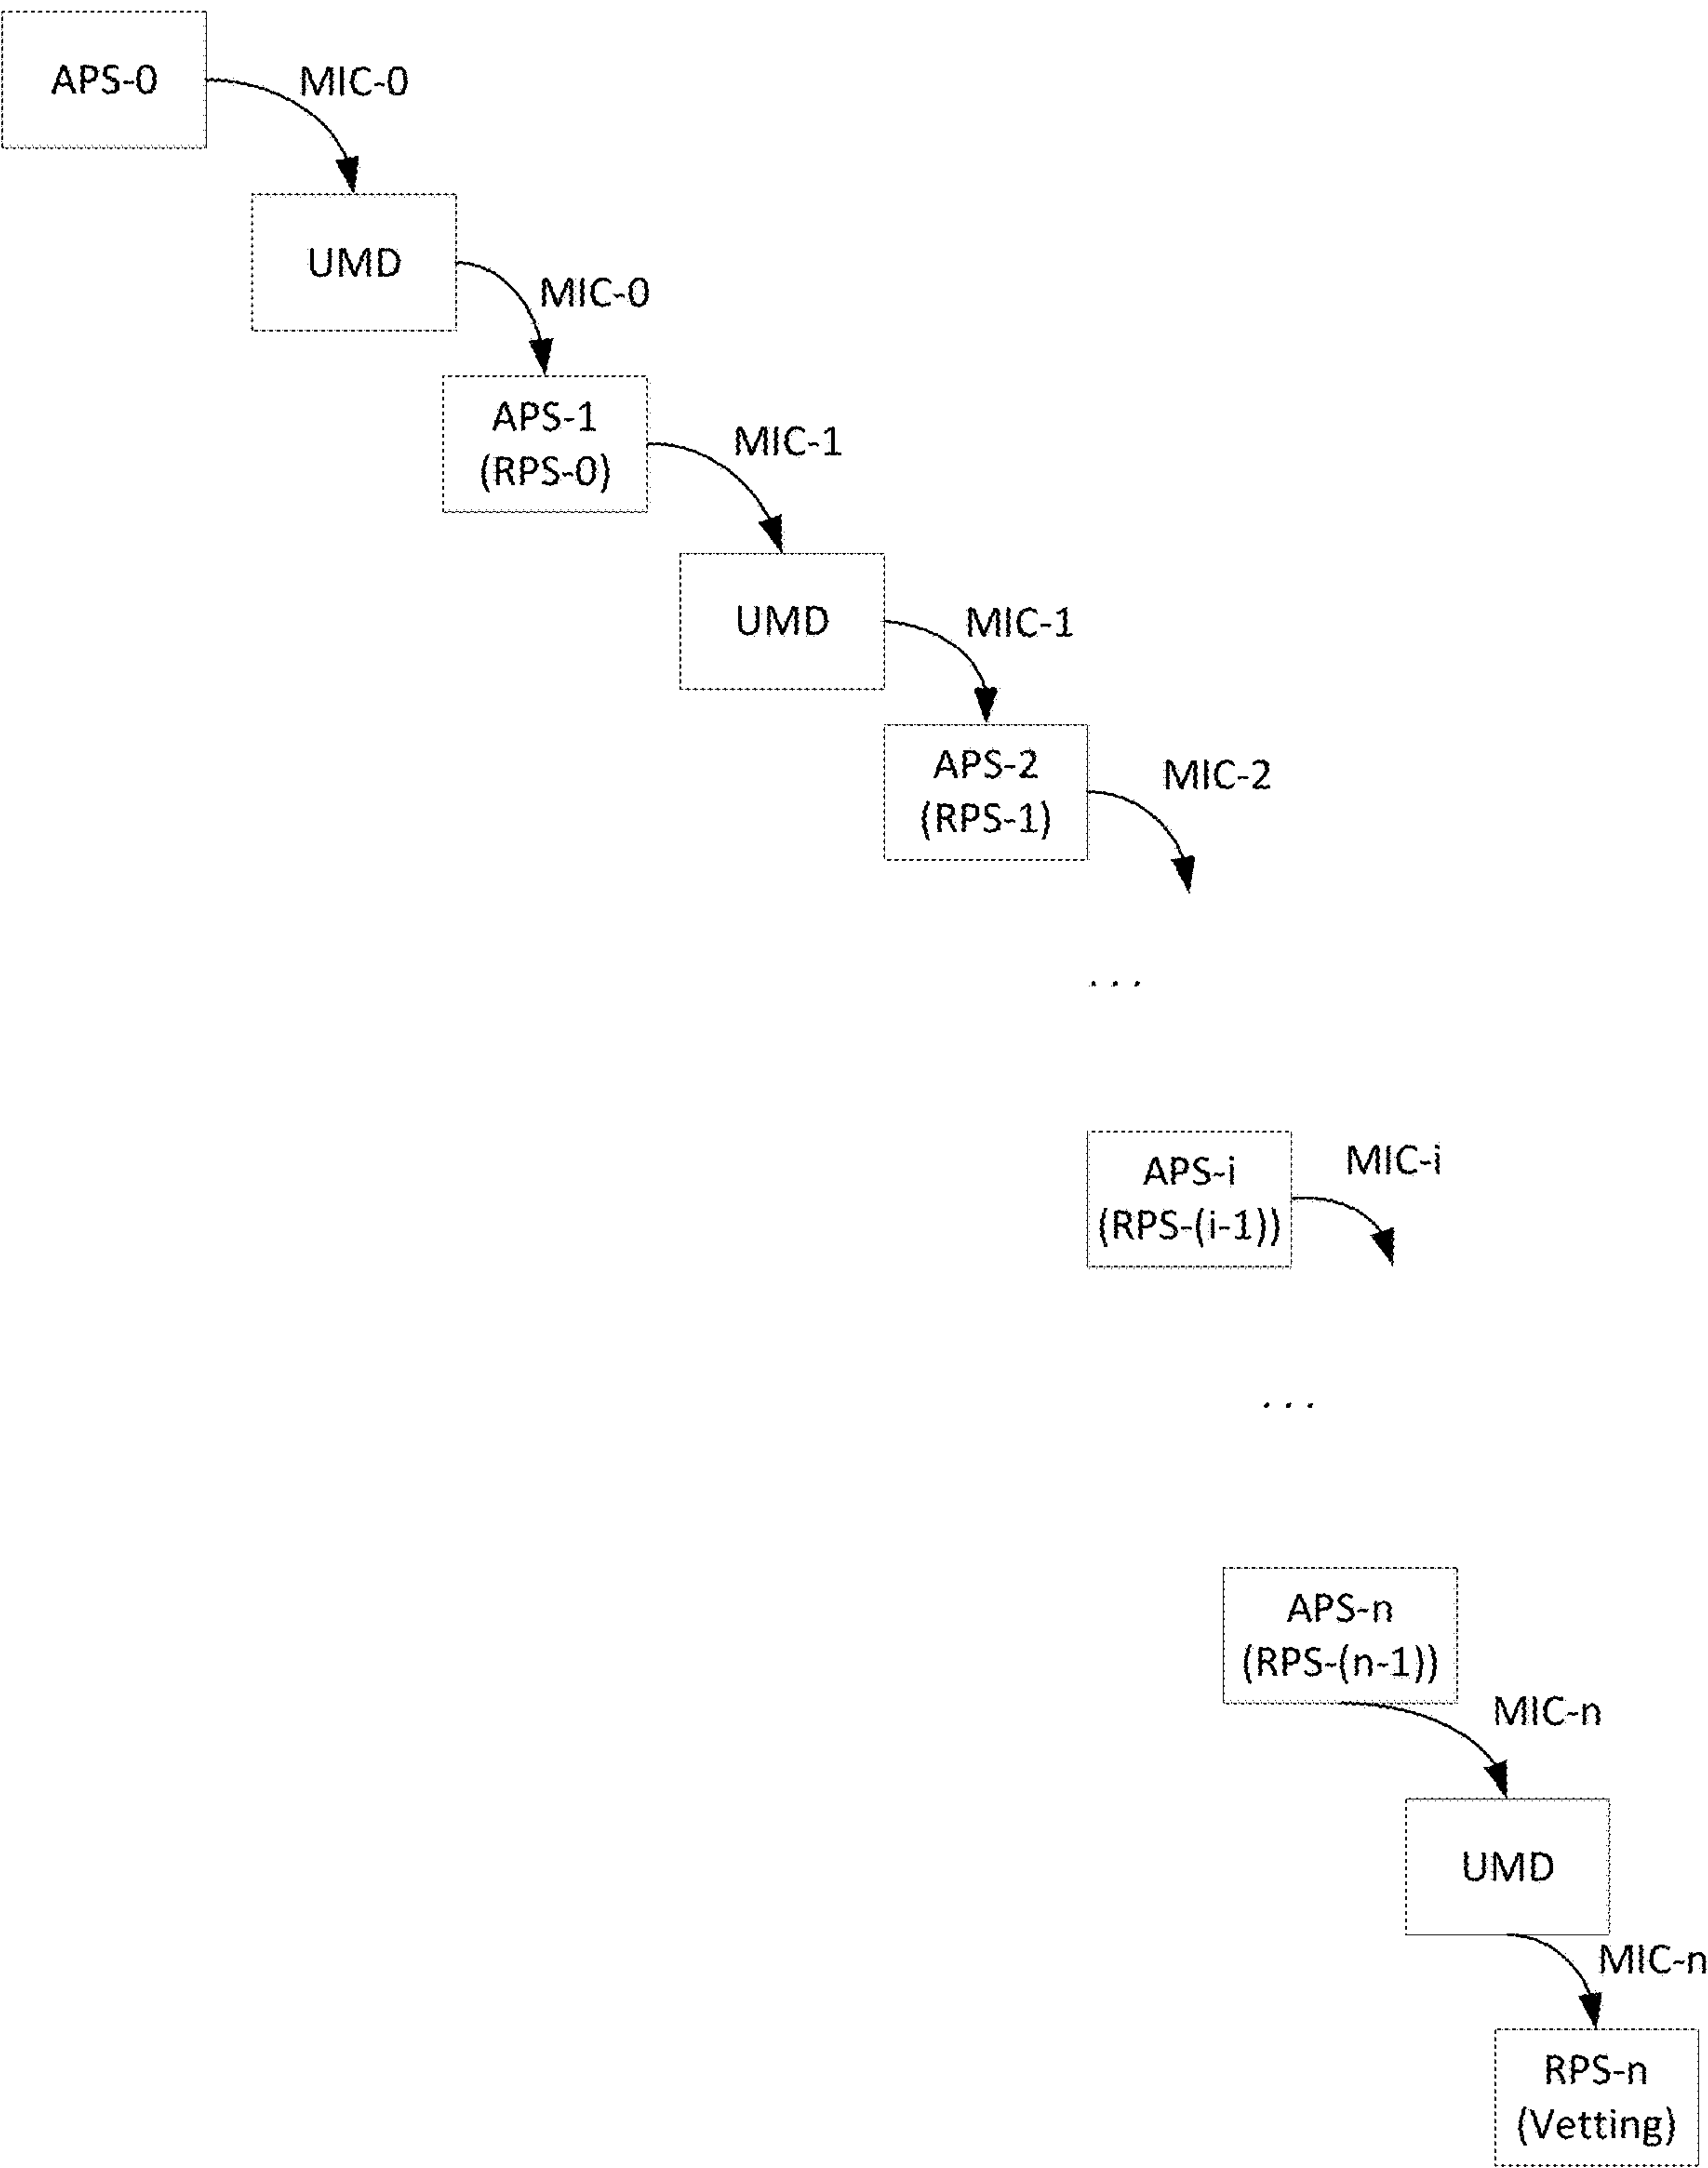 APS-0
MIC-0
UMD
MIC-0
APS-1
(RPS-0)
MIC-1
UMD
MIC-1
APS-2
(RPS-1)
MIC-2
...
APS-i
(RPS-(i-1))
MIC-i
...
APS-n
(RPS-(n-1))
MIC-n
UMD
MIC-n
RPS-n
(Vetting)